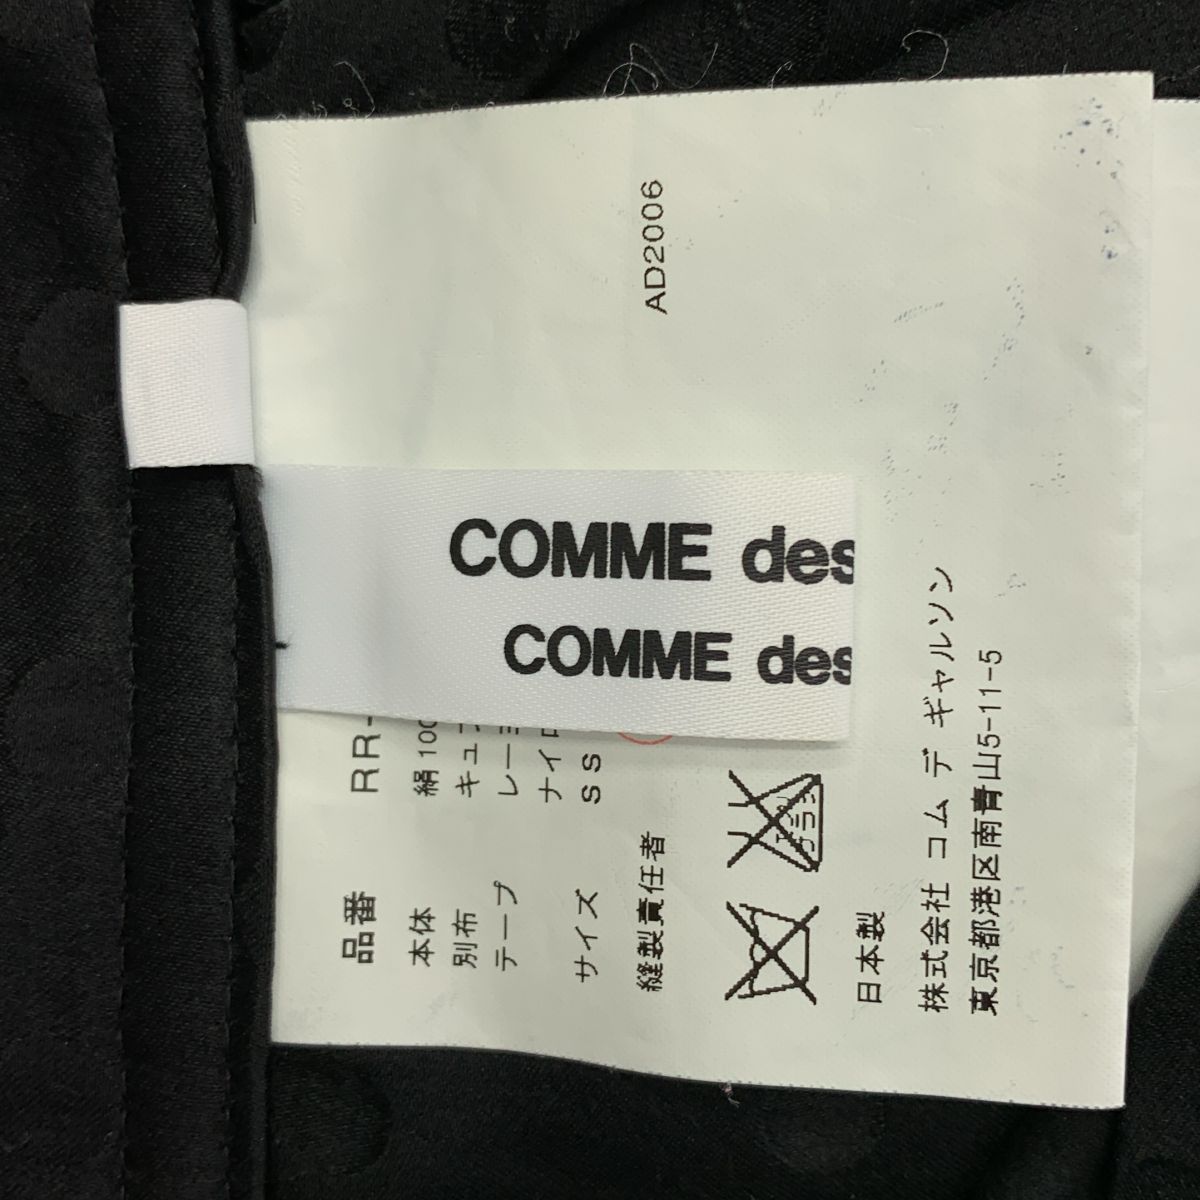 COMME des
COMME des
AD2006
品番 RR-
本体 絹 100
別布 キュ
テープ レーヨ
ナイロ
サイズ SS
縫製責任者
日本製
株式会社 コム デ ギャルソン
東京都港区南青山5-11-5